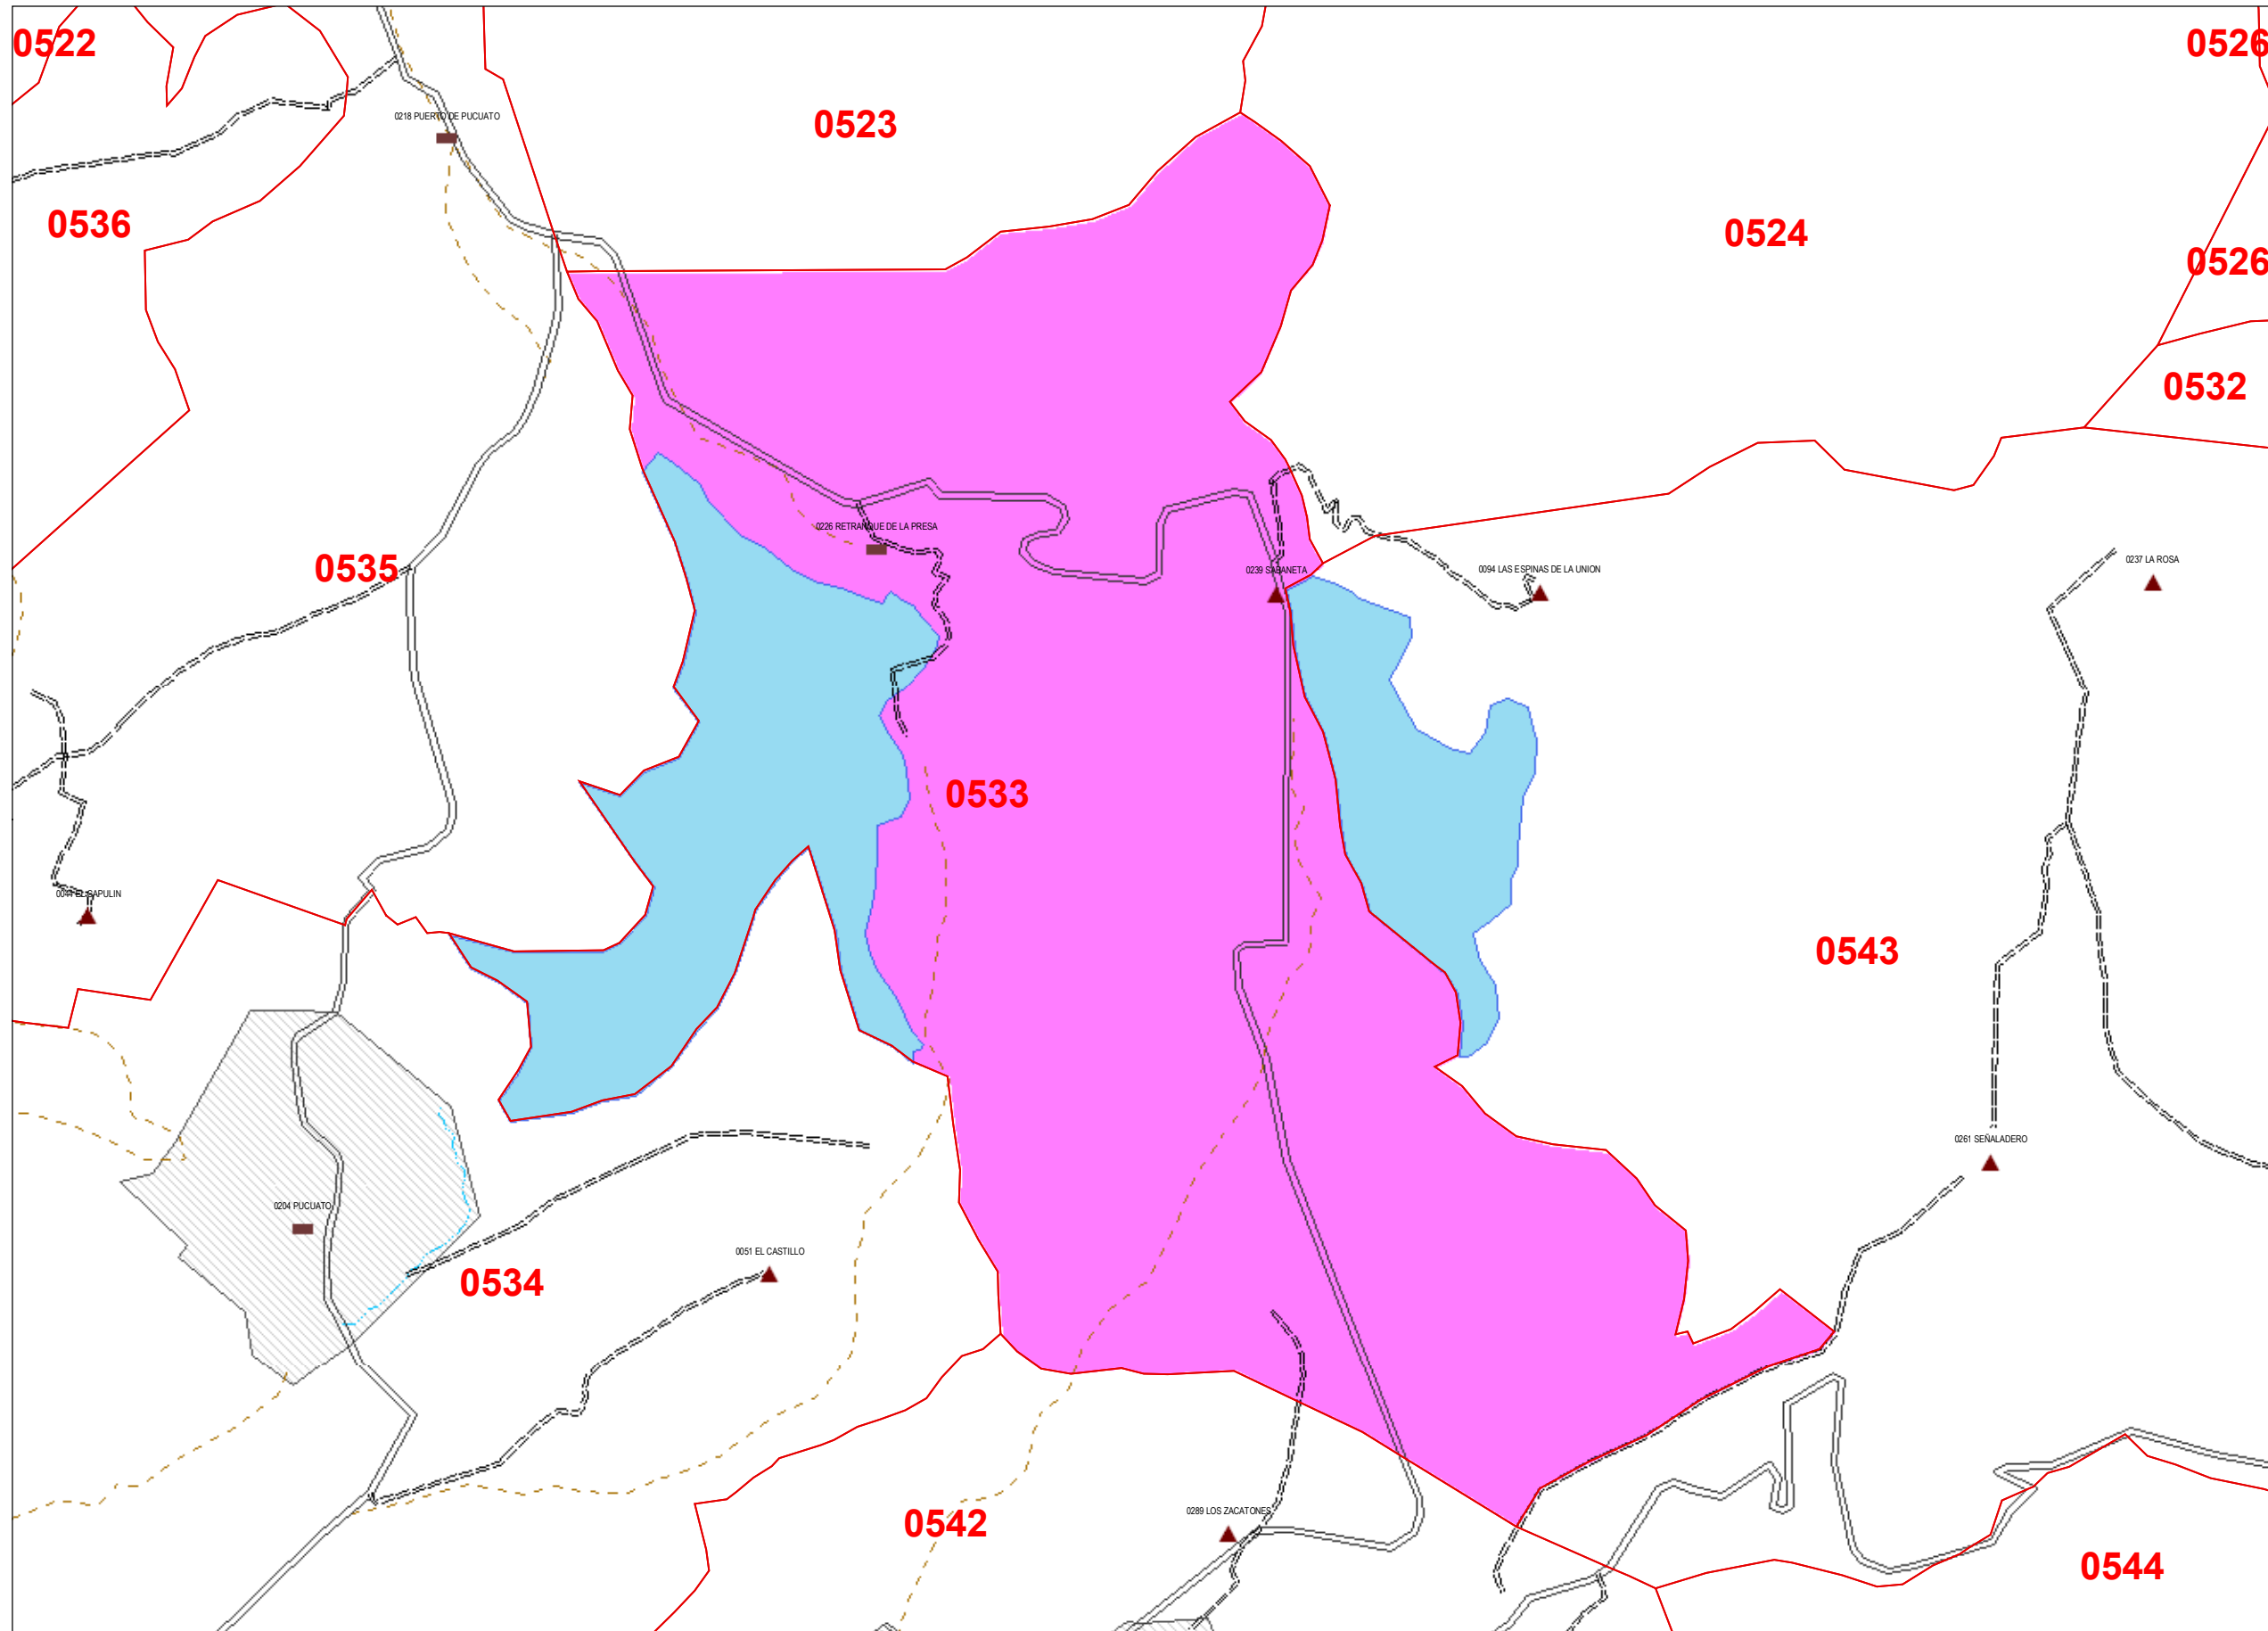 0522
0526
0218 PUERTO DE PUCUATO
0523
0536
0524
0526
0532
0226 RETRANQUE DE LA PRESA
0535
0239 SABANETA
0094 LAS ESPINAS DE LA UNION
0237 LA ROSA
0533
0044 EL CAPULIN
0543
0261 SEÑALADERO
0204 PUCUATO
0051 EL CASTILLO
0534
0289 LOS ZACATONES
0542
0544